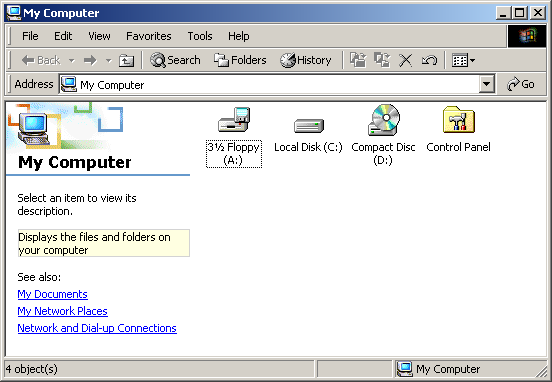 My Computer
File Edit View Favorites Tools Help
Back Search Folders History
Address My Computer Go
My Computer
Select an item to view its
description.
Displays the files and folders on
your computer
See also:
My Documents
My Network Places
Network and Dial-up Connections
3½ Floppy
(A:)
Local Disk (C:)
Compact Disc
(D:)
Control Panel
4 object(s) My Computer